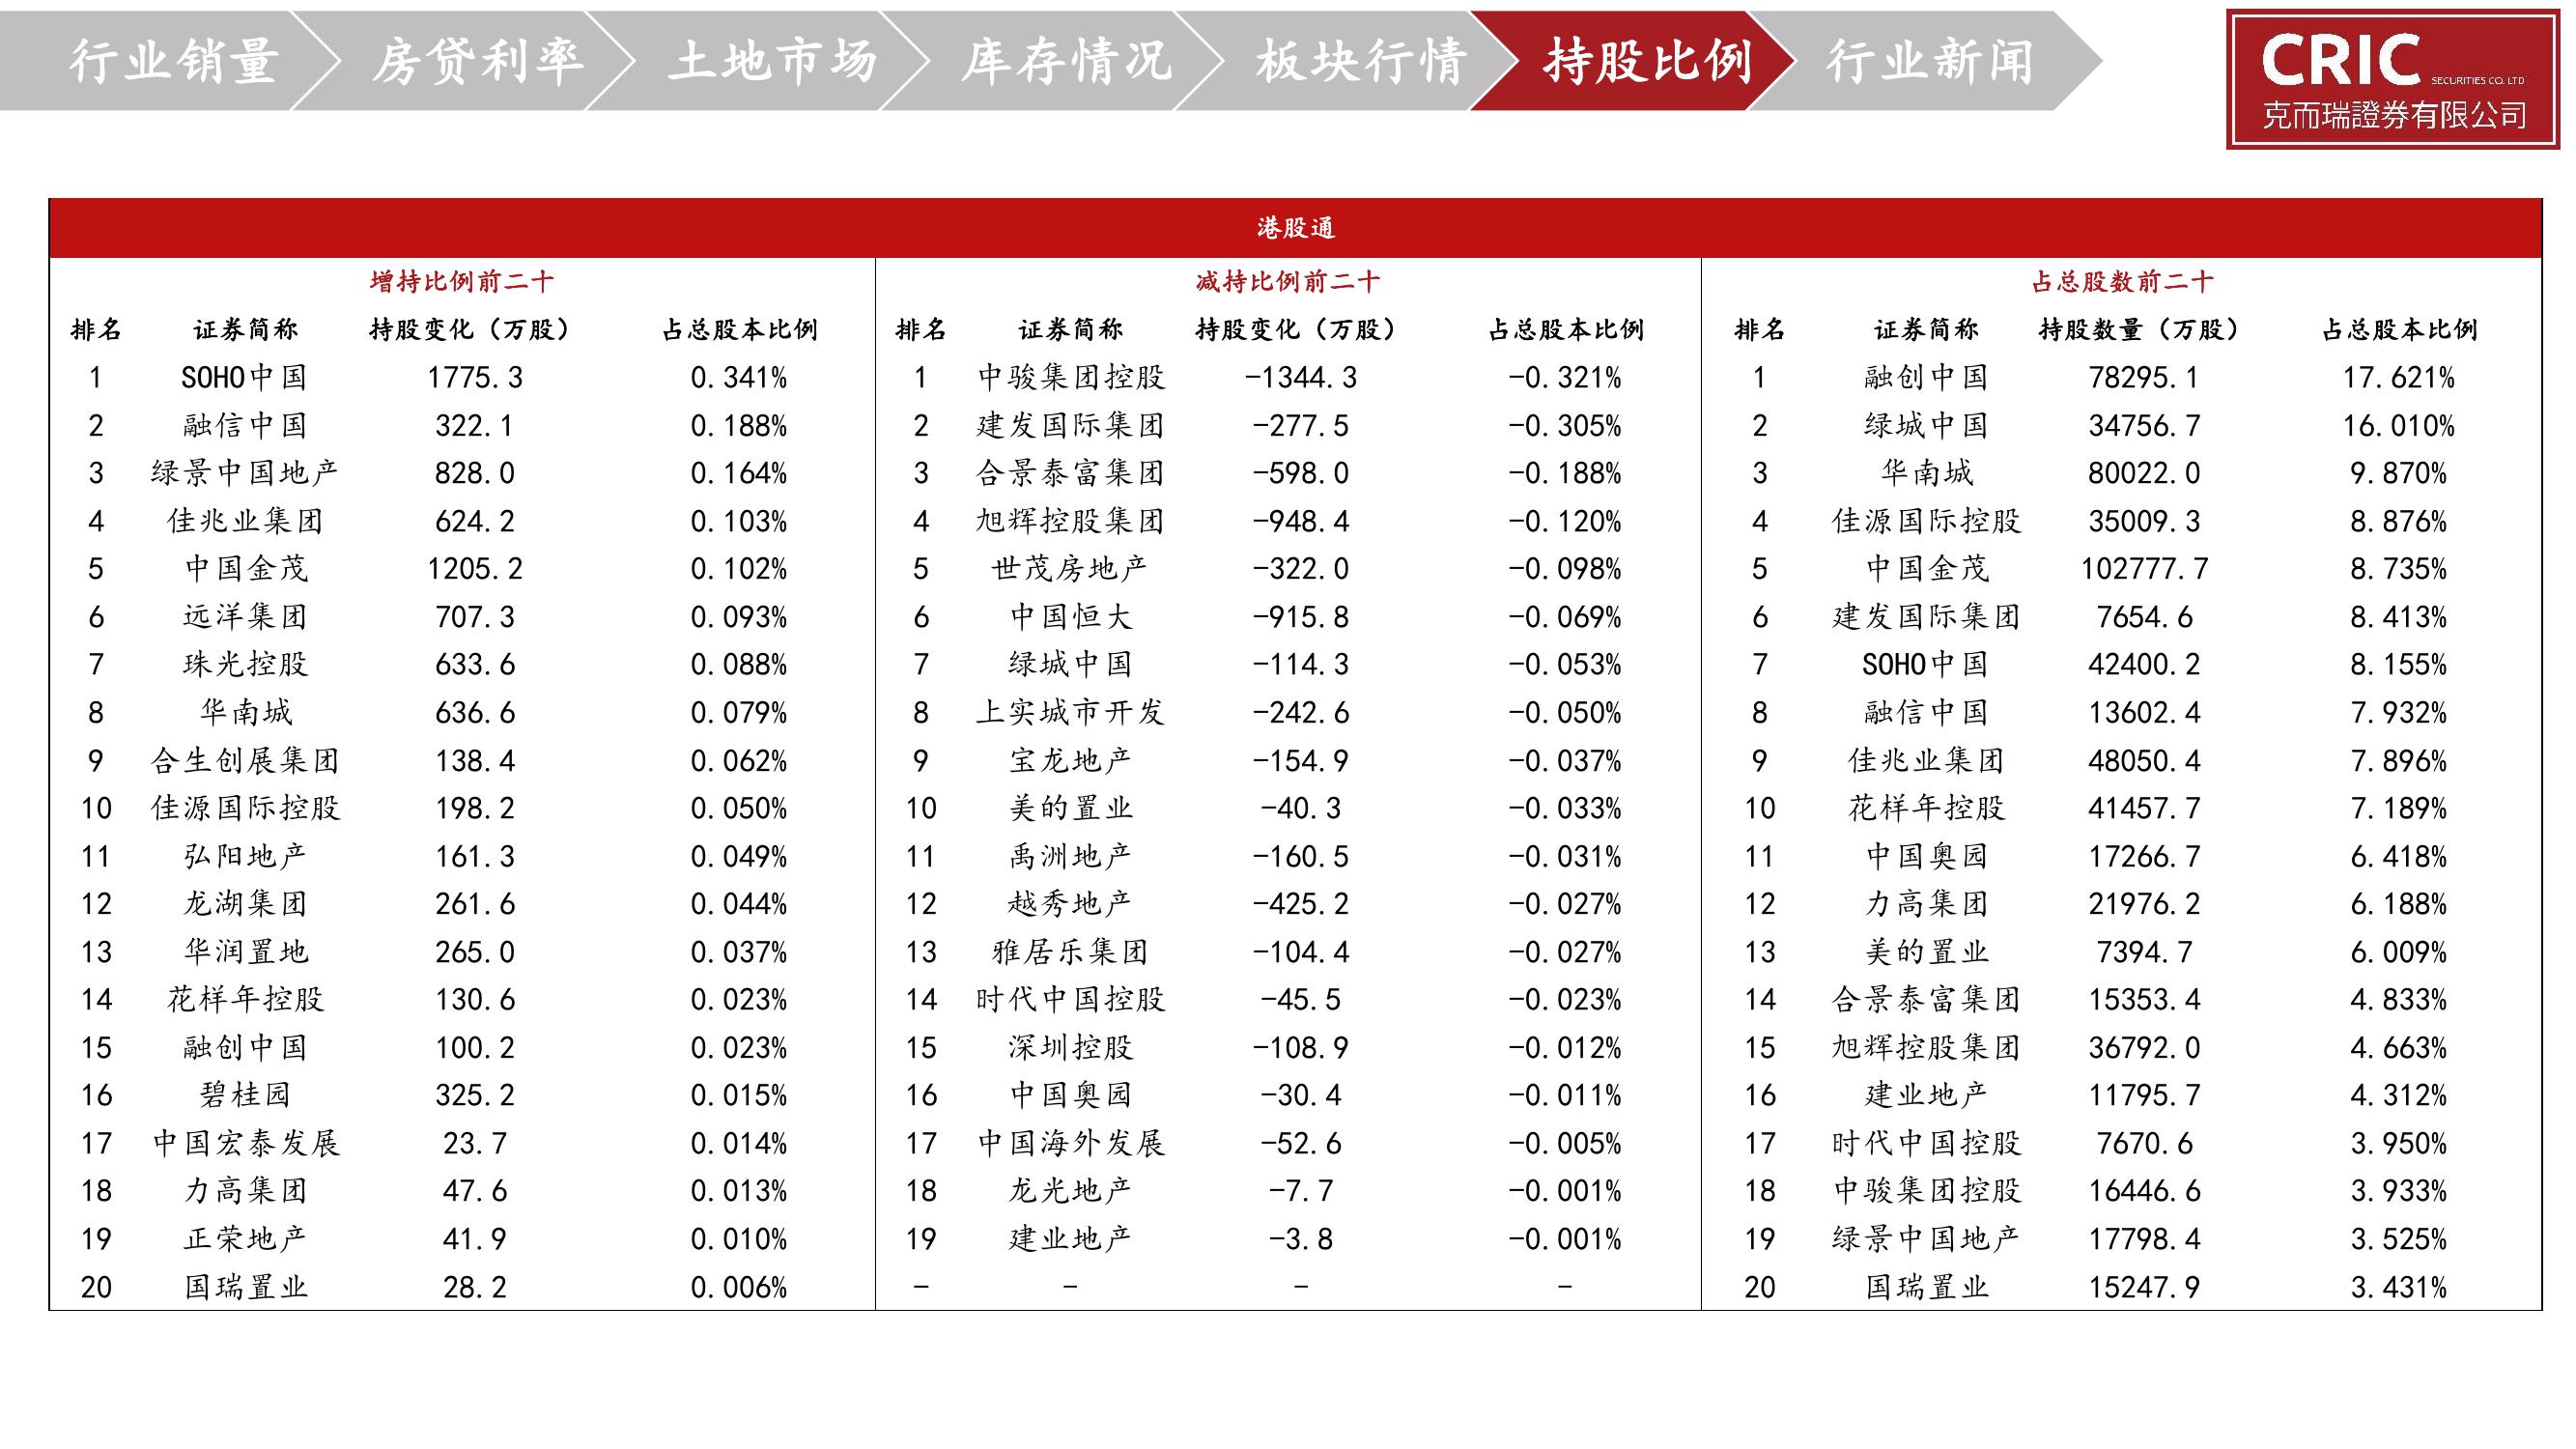 行业销量 房贷利率 土地市场 库存情况 板块行情 持股比例 行业新闻
CRIC SECURITIES CO. LTD
克而瑞證券有限公司
港股通
增持比例前二十 减持比例前二十 占总股数前二十
排名 证券简称 持股变化（万股） 占总股本比例 排名 证券简称 持股变化（万股） 占总股本比例 排名 证券简称 持股数量（万股） 占总股本比例
1 SOHO中国 1775.3 0.341% 1 中骏集团控股 -1344.3 -0.321% 1 融创中国 78295.1 17.621%
2 融信中国 322.1 0.188% 2 建发国际集团 -277.5 -0.305% 2 绿城中国 34756.7 16.010%
3 绿景中国地产 828.0 0.164% 3 合景泰富集团 -598.0 -0.188% 3 华南城 80022.0 9.870%
4 佳兆业集团 624.2 0.103% 4 旭辉控股集团 -948.4 -0.120% 4 佳源国际控股 35009.3 8.876%
5 中国金茂 1205.2 0.102% 5 世茂房地产 -322.0 -0.098% 5 中国金茂 102777.7 8.735%
6 远洋集团 707.3 0.093% 6 中国恒大 -915.8 -0.069% 6 建发国际集团 7654.6 8.413%
7 珠光控股 633.6 0.088% 7 绿城中国 -114.3 -0.053% 7 SOHO中国 42400.2 8.155%
8 华南城 636.6 0.079% 8 上实城市开发 -242.6 -0.050% 8 融信中国 13602.4 7.932%
9 合生创展集团 138.4 0.062% 9 宝龙地产 -154.9 -0.037% 9 佳兆业集团 48050.4 7.896%
10 佳源国际控股 198.2 0.050% 10 美的置业 -40.3 -0.033% 10 花样年控股 41457.7 7.189%
11 弘阳地产 161.3 0.049% 11 禹洲地产 -160.5 -0.031% 11 中国奥园 17266.7 6.418%
12 龙湖集团 261.6 0.044% 12 越秀地产 -425.2 -0.027% 12 力高集团 21976.2 6.188%
13 华润置地 265.0 0.037% 13 雅居乐集团 -104.4 -0.027% 13 美的置业 7394.7 6.009%
14 花样年控股 130.6 0.023% 14 时代中国控股 -45.5 -0.023% 14 合景泰富集团 15353.4 4.833%
15 融创中国 100.2 0.023% 15 深圳控股 -108.9 -0.012% 15 旭辉控股集团 36792.0 4.663%
16 碧桂园 325.2 0.015% 16 中国奥园 -30.4 -0.011% 16 建业地产 11795.7 4.312%
17 中国宏泰发展 23.7 0.014% 17 中国海外发展 -52.6 -0.005% 17 时代中国控股 7670.6 3.950%
18 力高集团 47.6 0.013% 18 龙光地产 -7.7 -0.001% 18 中骏集团控股 16446.6 3.933%
19 正荣地产 41.9 0.010% 19 建业地产 -3.8 -0.001% 19 绿景中国地产 17798.4 3.525%
20 国瑞置业 28.2 0.006% - - - - 20 国瑞置业 15247.9 3.431%